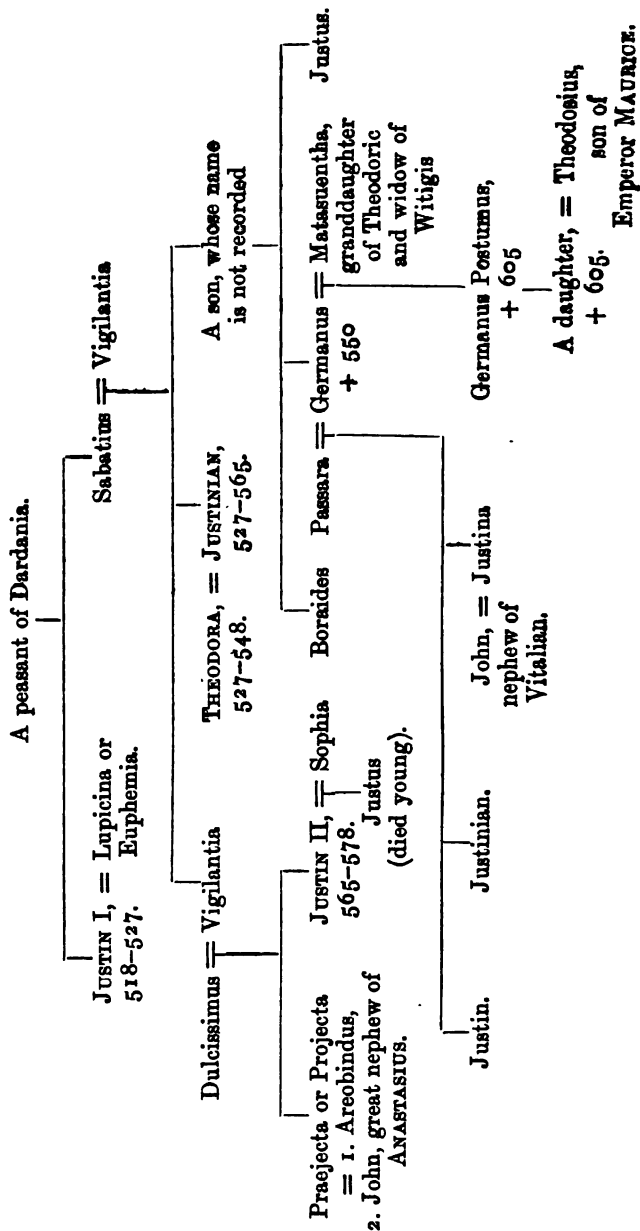 A peasant of Dardania.
JUSTIN I, = Lupicina or
518–527. Euphemia.
Sabatius = Vigilantia
Dulcissimus = Vigilantia
THEODORA, = JUSTINIAN,
527–548. 527–565.
A son, whose name
is not recorded
Praejecta or Projecta
= 1. Areobindus,
2. John, great nephew of
ANASTASIUS.
JUSTIN II, = Sophia
565–578.
Justus
(died young).
Boraides
Passara = Germanus = Matasuentha,
+ 550 granddaughter
of Theodoric
and widow of
Witigis
Justus.
Justin.
Justinian.
John, = Justina
nephew of
Vitalian.
Germanus Postumus,
+ 605
A daughter, = Theodosius,
+ 605. son of
Emperor MAURICE.